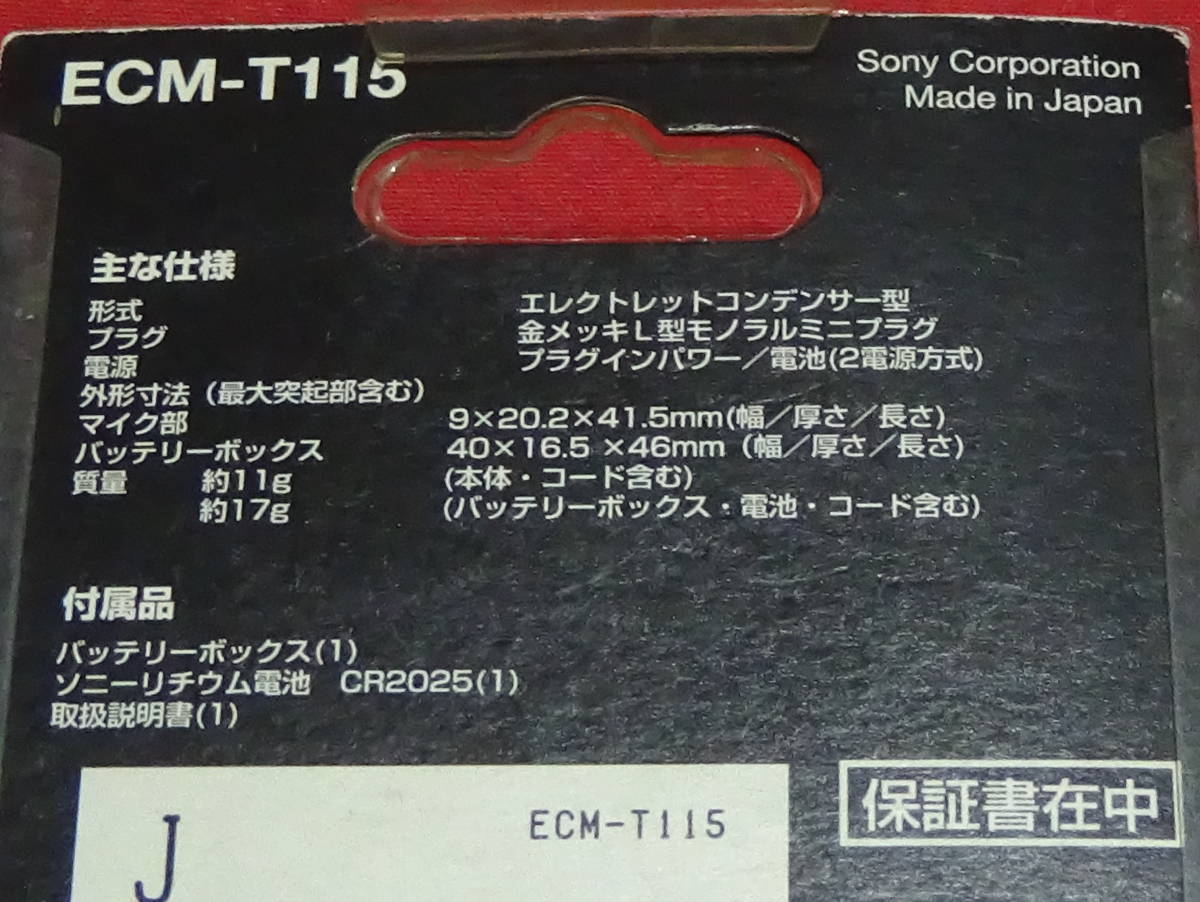 ECM-T115
Sony Corporation
Made in Japan
主な仕様
形式 エレクトレットコンデンサー型
プラグ 金メッキL型モノラルミニプラグ
電源 プラグインパワー／電池(2電源方式)
外形寸法（最大突起部含む）
マイク部 9×20.2×41.5mm(幅／厚さ／長さ)
バッテリーボックス 40×16.5 ×46mm（幅／厚さ／長さ)
質量 約11g (本体・コード含む)
約17g (バッテリーボックス・電池・コード含む)
付属品
バッテリーボックス(1)
ソニーリチウム電池 CR2025(1)
取扱説明書(1)
J ECM-T115
保証書在中